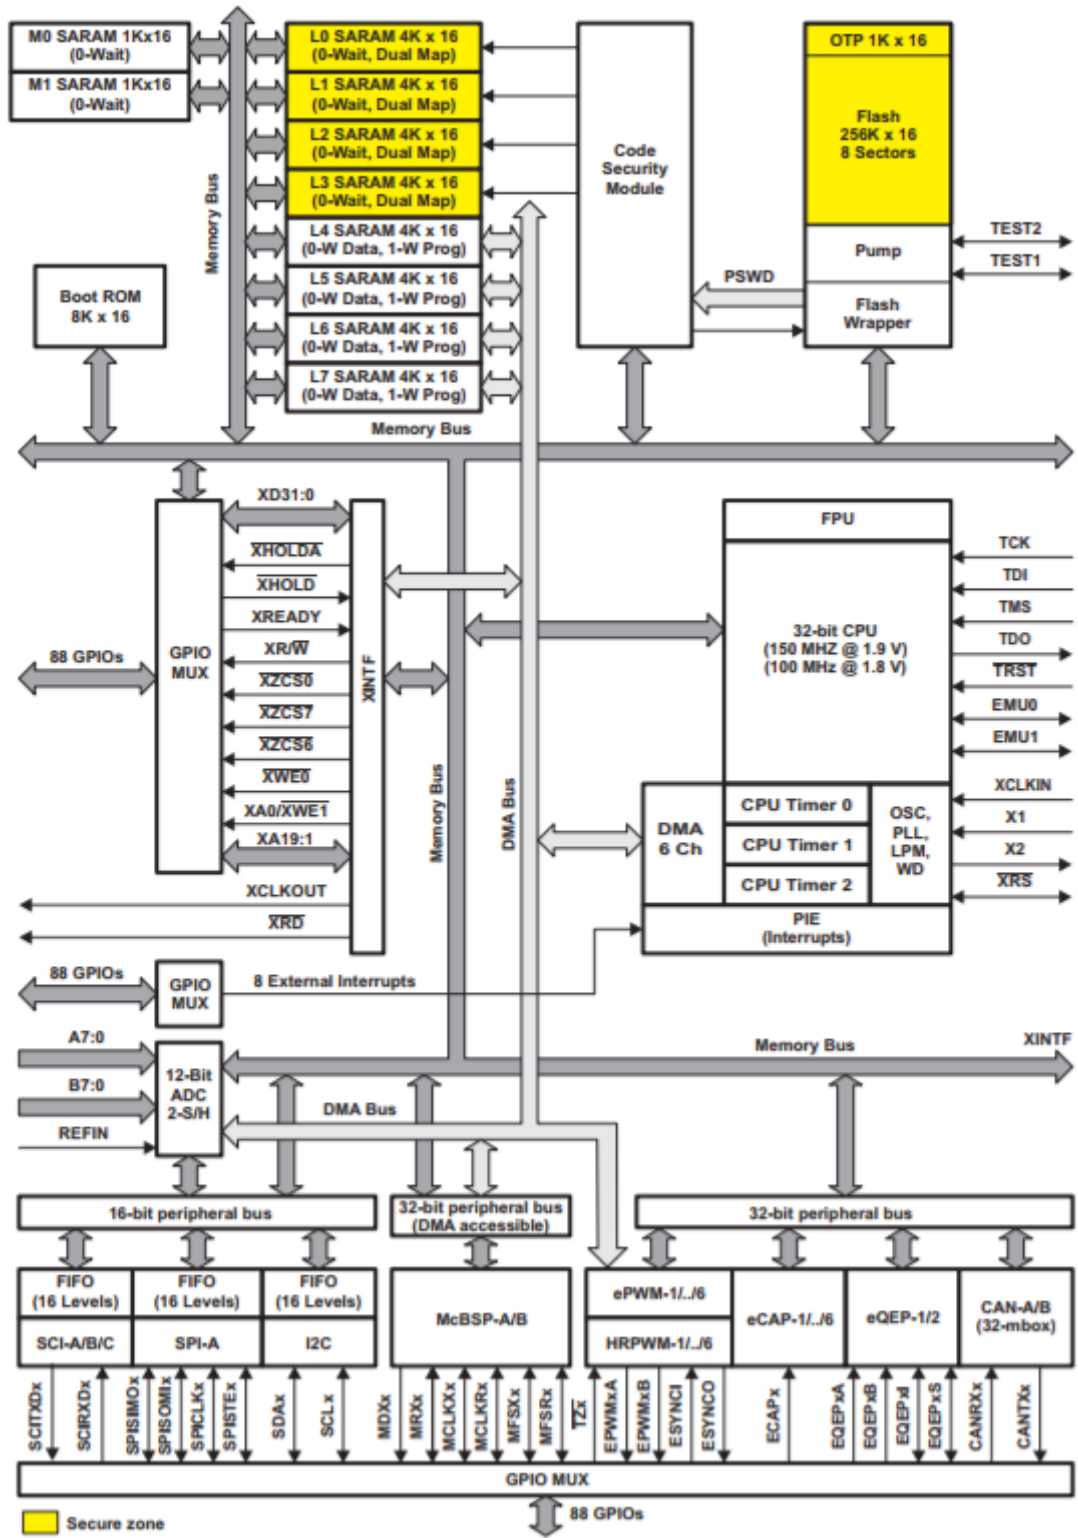 M0 SARAM 1Kx16
(0-Wait)
M1 SARAM 1Kx16
(0-Wait)
L0 SARAM 4K x 16
(0-Wait, Dual Map)
L1 SARAM 4K x 16
(0-Wait, Dual Map)
L2 SARAM 4K x 16
(0-Wait, Dual Map)
L3 SARAM 4K x 16
(0-Wait, Dual Map)
L4 SARAM 4K x 16
(0-W Data, 1-W Prog)
L5 SARAM 4K x 16
(0-W Data, 1-W Prog)
L6 SARAM 4K x 16
(0-W Data, 1-W Prog)
L7 SARAM 4K x 16
(0-W Data, 1-W Prog)
Memory Bus
Code
Security
Module
OTP 1K x 16
Flash
256K x 16
8 Sectors
Pump
Flash
Wrapper
TEST2
TEST1
PSWD
Boot ROM
8K x 16
Memory Bus
XD31:0
XHOLDA
XHOLD
XREADY
XR/W
XZCS0
XZCS7
XZCS6
XWE0
XA0/XWE1
XA19:1
XCLKOUT
XRD
88 GPIOs
GPIO
MUX
XINTF
Memory Bus
DMA Bus
FPU
32-bit CPU
(150 MHZ @ 1.9 V)
(100 MHz @ 1.8 V)
TCK
TDI
TMS
TDO
TRST
EMU0
EMU1
XCLKIN
X1
X2
XRS
DMA
6 Ch
CPU Timer 0
CPU Timer 1
CPU Timer 2
OSC,
PLL,
LPM,
WD
PIE
(Interrupts)
88 GPIOs
GPIO
MUX
8 External Interrupts
A7:0
B7:0
REFIN
12-Bit
ADC
2-S/H
Memory Bus
XINTF
DMA Bus
16-bit peripheral bus
32-bit peripheral bus
(DMA accessible)
32-bit peripheral bus
FIFO
(16 Levels)
SCI-A/B/C
FIFO
(16 Levels)
SPI-A
FIFO
(16 Levels)
I2C
McBSP-A/B
ePWM-1/../6
HRPWM-1/../6
eCAP-1/../6
eQEP-1/2
CAN-A/B
(32-mbox)
SCITXDx
SCIRXDx
SPISIMOx
SPISOMIx
SPICLKx
SPISTEx
SDAx
SCLx
MDXx
MRXx
MCLKXx
MCLKRx
MFSXx
MFSRx
TZx
EPWMxA
EPWMxB
ESYNCI
ESYNCO
ECAPx
EQEPxA
EQEPxB
EQEPxI
EQEPxS
CANRXx
CANTXx
GPIO MUX
88 GPIOs
Secure zone